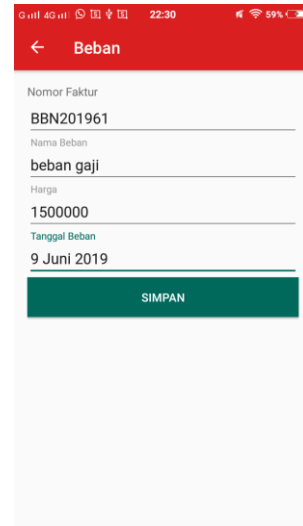 G 4G 22:30 59%
Beban
Nomor Faktur
BBN201961
Nama Beban
beban gaji
Harga
1500000
Tanggal Beban
9 Juni 2019
SIMPAN